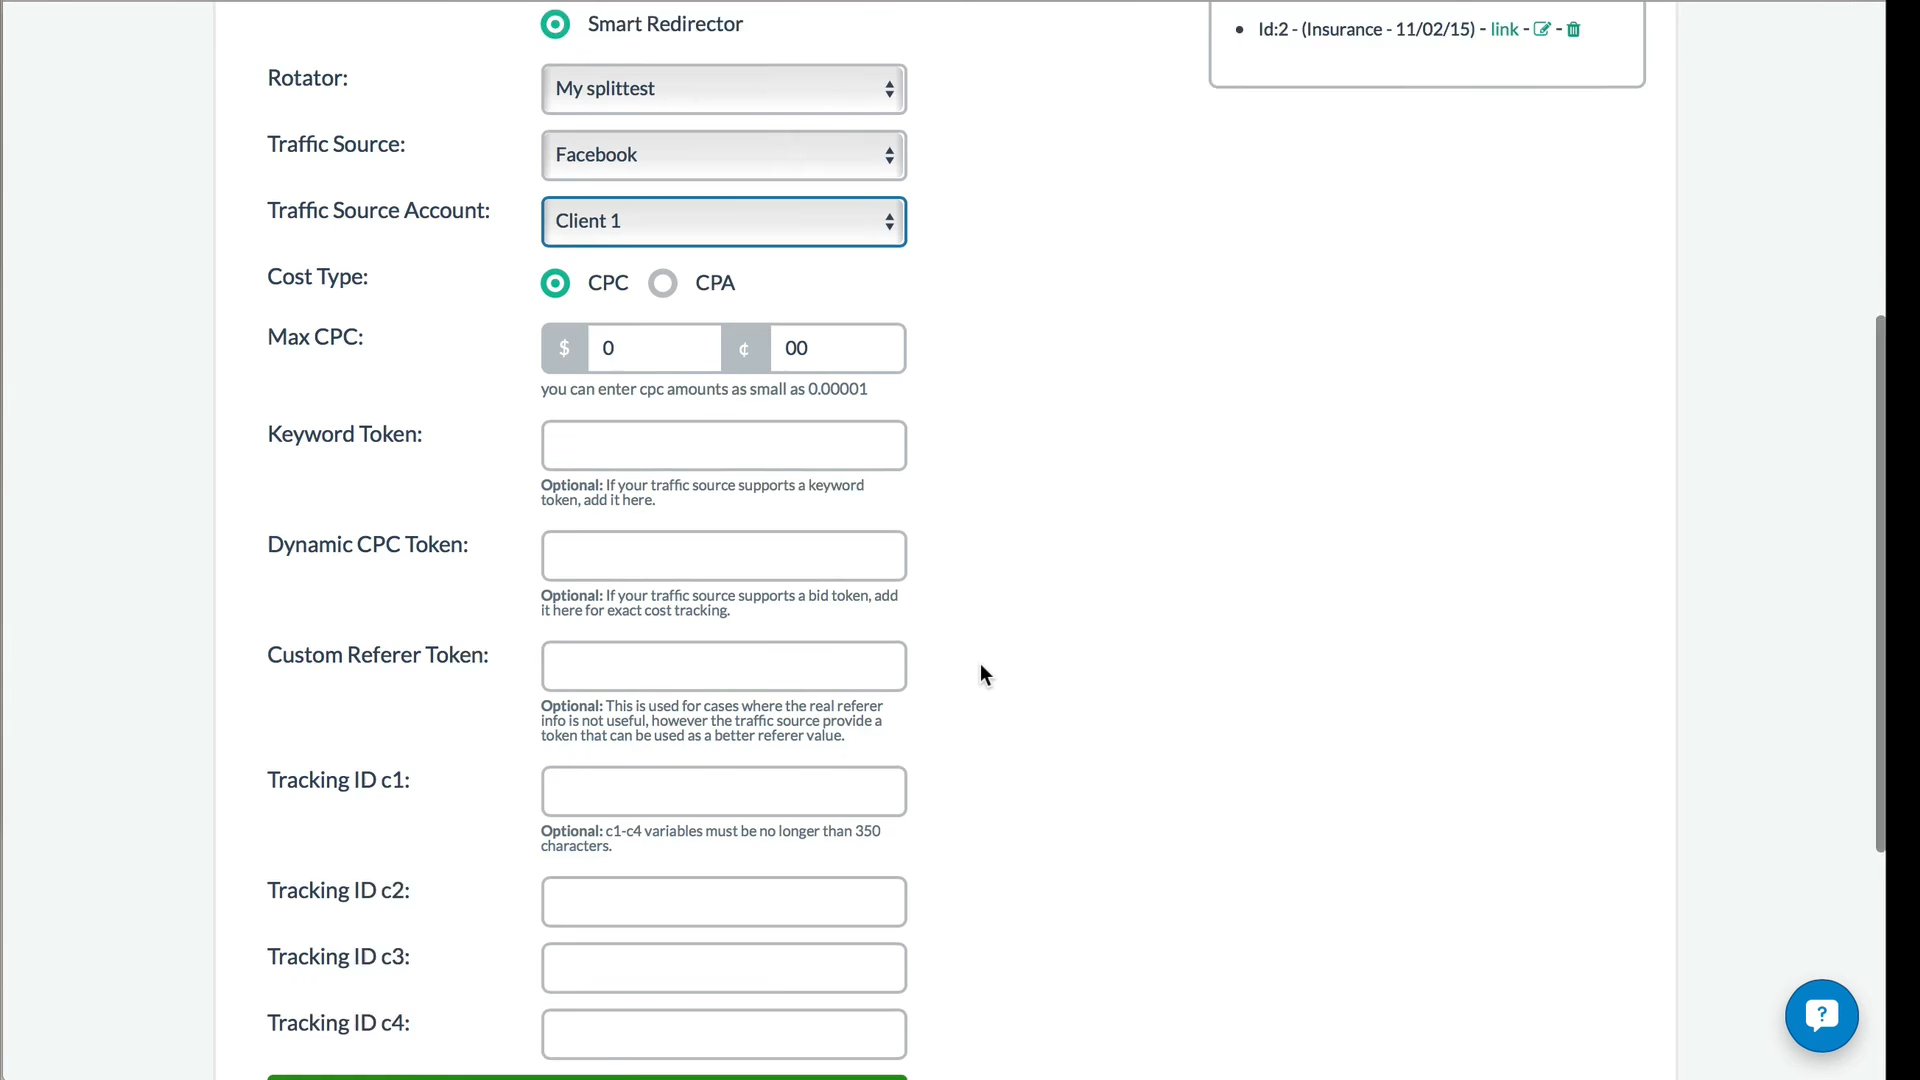 Smart Redirector
Id:2 - (Insurance - 11/02/15) - link - -
Rotator:
My splittest
Traffic Source:
Facebook
Traffic Source Account:
Client 1
Cost Type:
CPC
CPA
Max CPC:
$ 0 ¢ 00
you can enter cpc amounts as small as 0.00001
Keyword Token:
Optional: If your traffic source supports a keyword
token, add it here.
Dynamic CPC Token:
Optional: If your traffic source supports a bid token, add
it here for exact cost tracking.
Custom Referer Token:
Optional: This is used for cases where the real referer
info is not useful, however the traffic source provide a
token that can be used as a better referer value.
Tracking ID c1:
Optional: c1-c4 variables must be no longer than 350
characters.
Tracking ID c2:
Tracking ID c3:
Tracking ID c4:
?